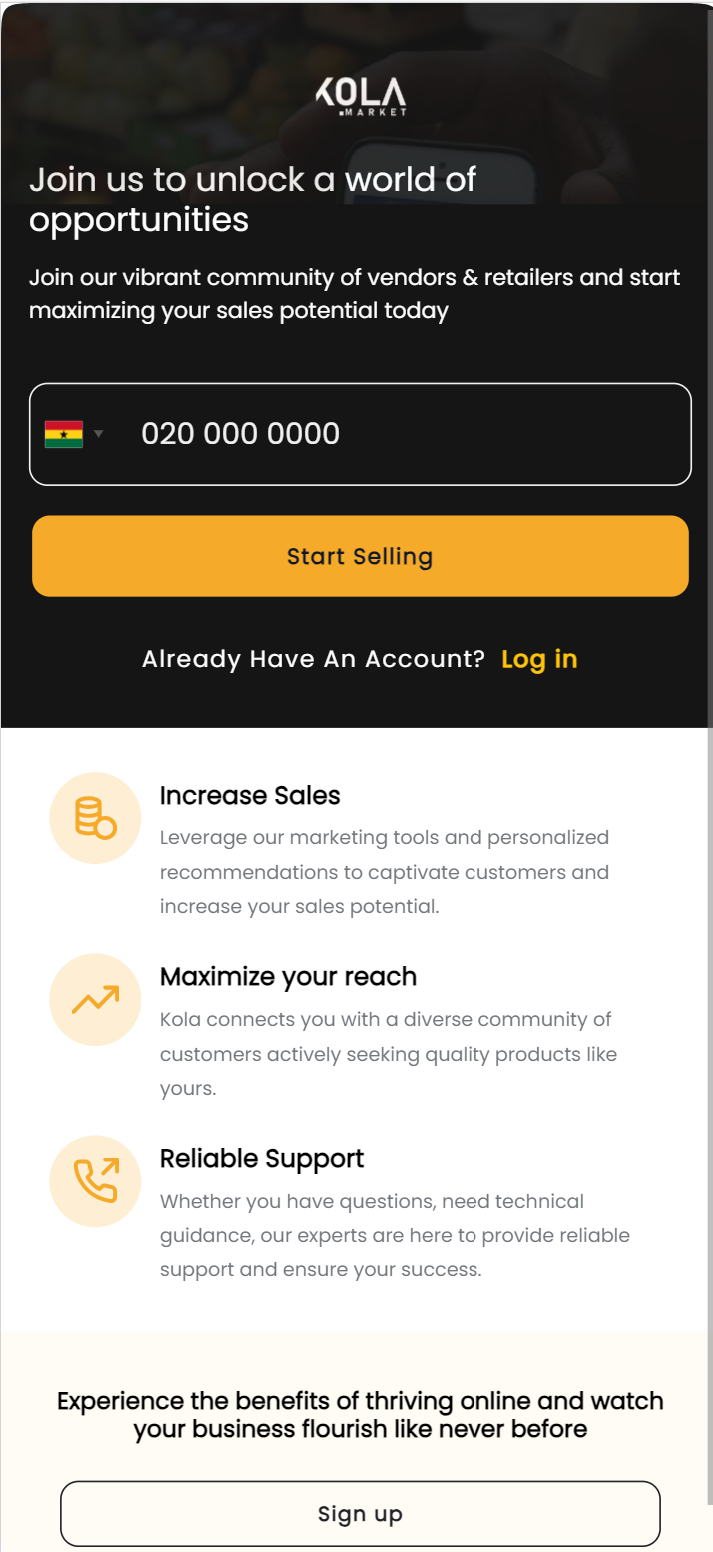 KOLA
MARKET
Join us to unlock a world of
opportunities
Join our vibrant community of vendors & retailers and start
maximizing your sales potential today
020 000 0000
Start Selling
Already Have An Account? Log in
Increase Sales
Leverage our marketing tools and personalized
recommendations to captivate customers and
increase your sales potential.
Maximize your reach
Kola connects you with a diverse community of
customers actively seeking quality products like
yours.
Reliable Support
Whether you have questions, need technical
guidance, our experts are here to provide reliable
support and ensure your success.
Experience the benefits of thriving online and watch
your business flourish like never before
Sign up